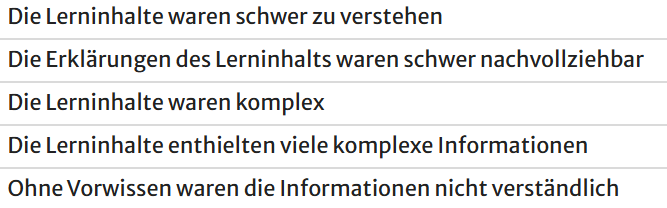 Die Lerninhalte waren schwer zu verstehen
Die Erklärungen des Lerninhalts waren schwer nachvollziehbar
Die Lerninhalte waren komplex
Die Lerninhalte enthielten viele komplexe Informationen
Ohne Vorwissen waren die Informationen nicht verständlich